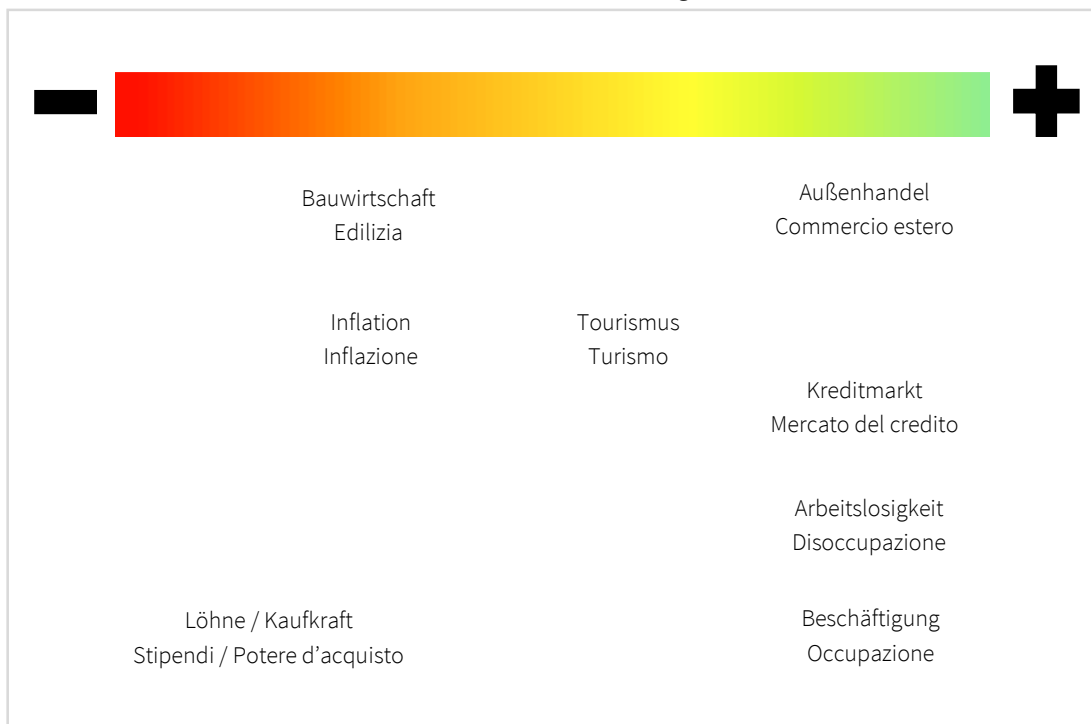 Bauwirtschaft
Edilizia
Außenhandel
Commercio estero
Inflation
Inflazione
Tourismus
Turismo
Kreditmarkt
Mercato del credito
Arbeitslosigkeit
Disoccupazione
Löhne / Kaufkraft
Stipendi / Potere d’acquisto
Beschäftigung
Occupazione